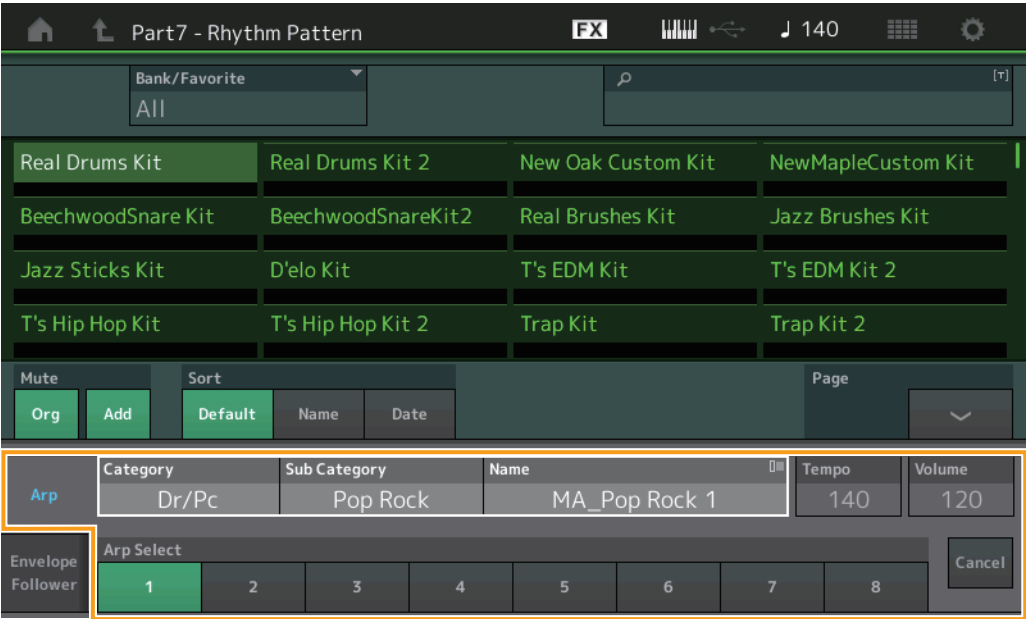 Part7 - Rhythm Pattern FX ♩ 140
Bank/Favorite [T]
All
Real Drums Kit Real Drums Kit 2 New Oak Custom Kit NewMapleCustom Kit
BeechwoodSnare Kit BeechwoodSnareKit2 Real Brushes Kit Jazz Brushes Kit
Jazz Sticks Kit D'elo Kit T's EDM Kit T's EDM Kit 2
T's Hip Hop Kit T's Hip Hop Kit 2 Trap Kit Trap Kit 2
Mute Sort Page
Org Add Default Name Date
Arp
Category Sub Category Name Tempo Volume
Dr/Pc Pop Rock MA_Pop Rock 1 140 120
Envelope
Follower
Arp Select
1 2 3 4 5 6 7 8
Cancel